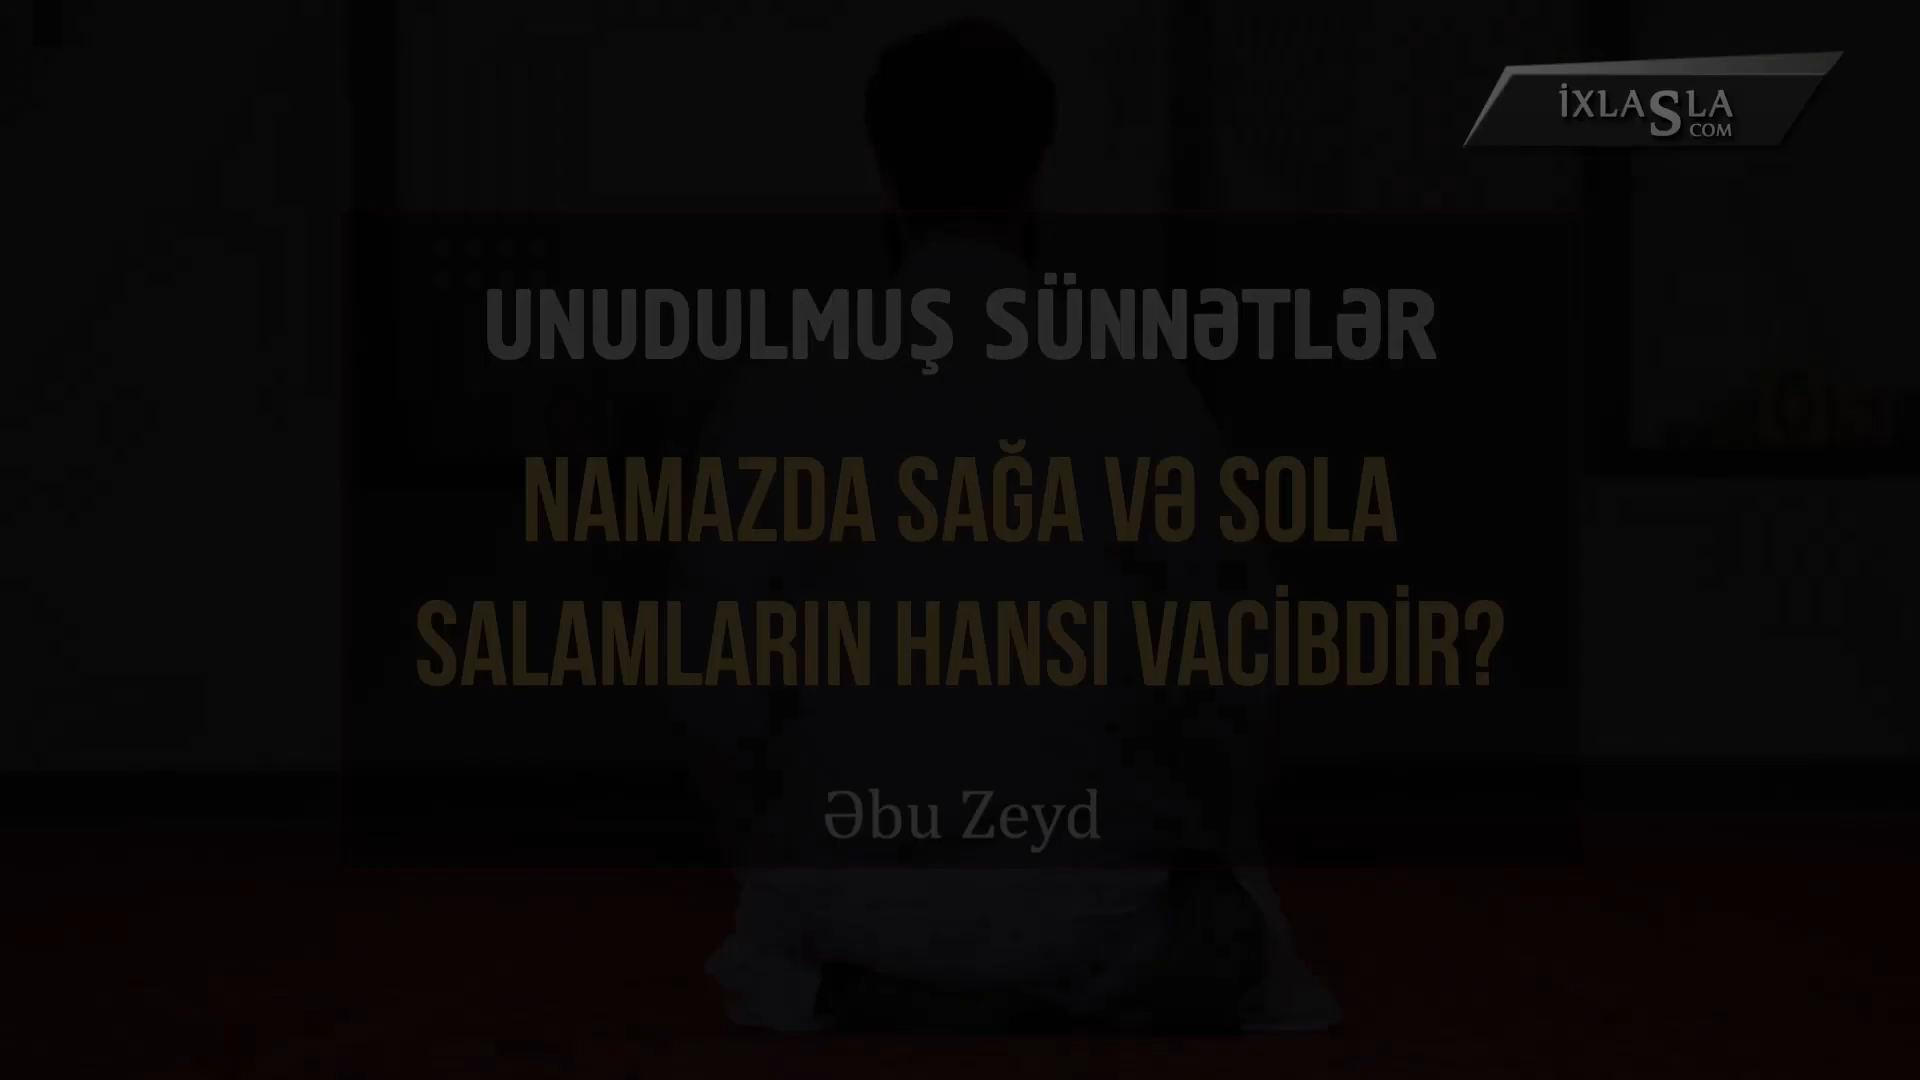 İXLASLA
COM
UNUDULMUŞ SÜNNƏTLƏR
NAMAZDA SAĞA VƏ SOLA
SALAMLARIN HANSI VACİBDİR?
Əbu Zeyd